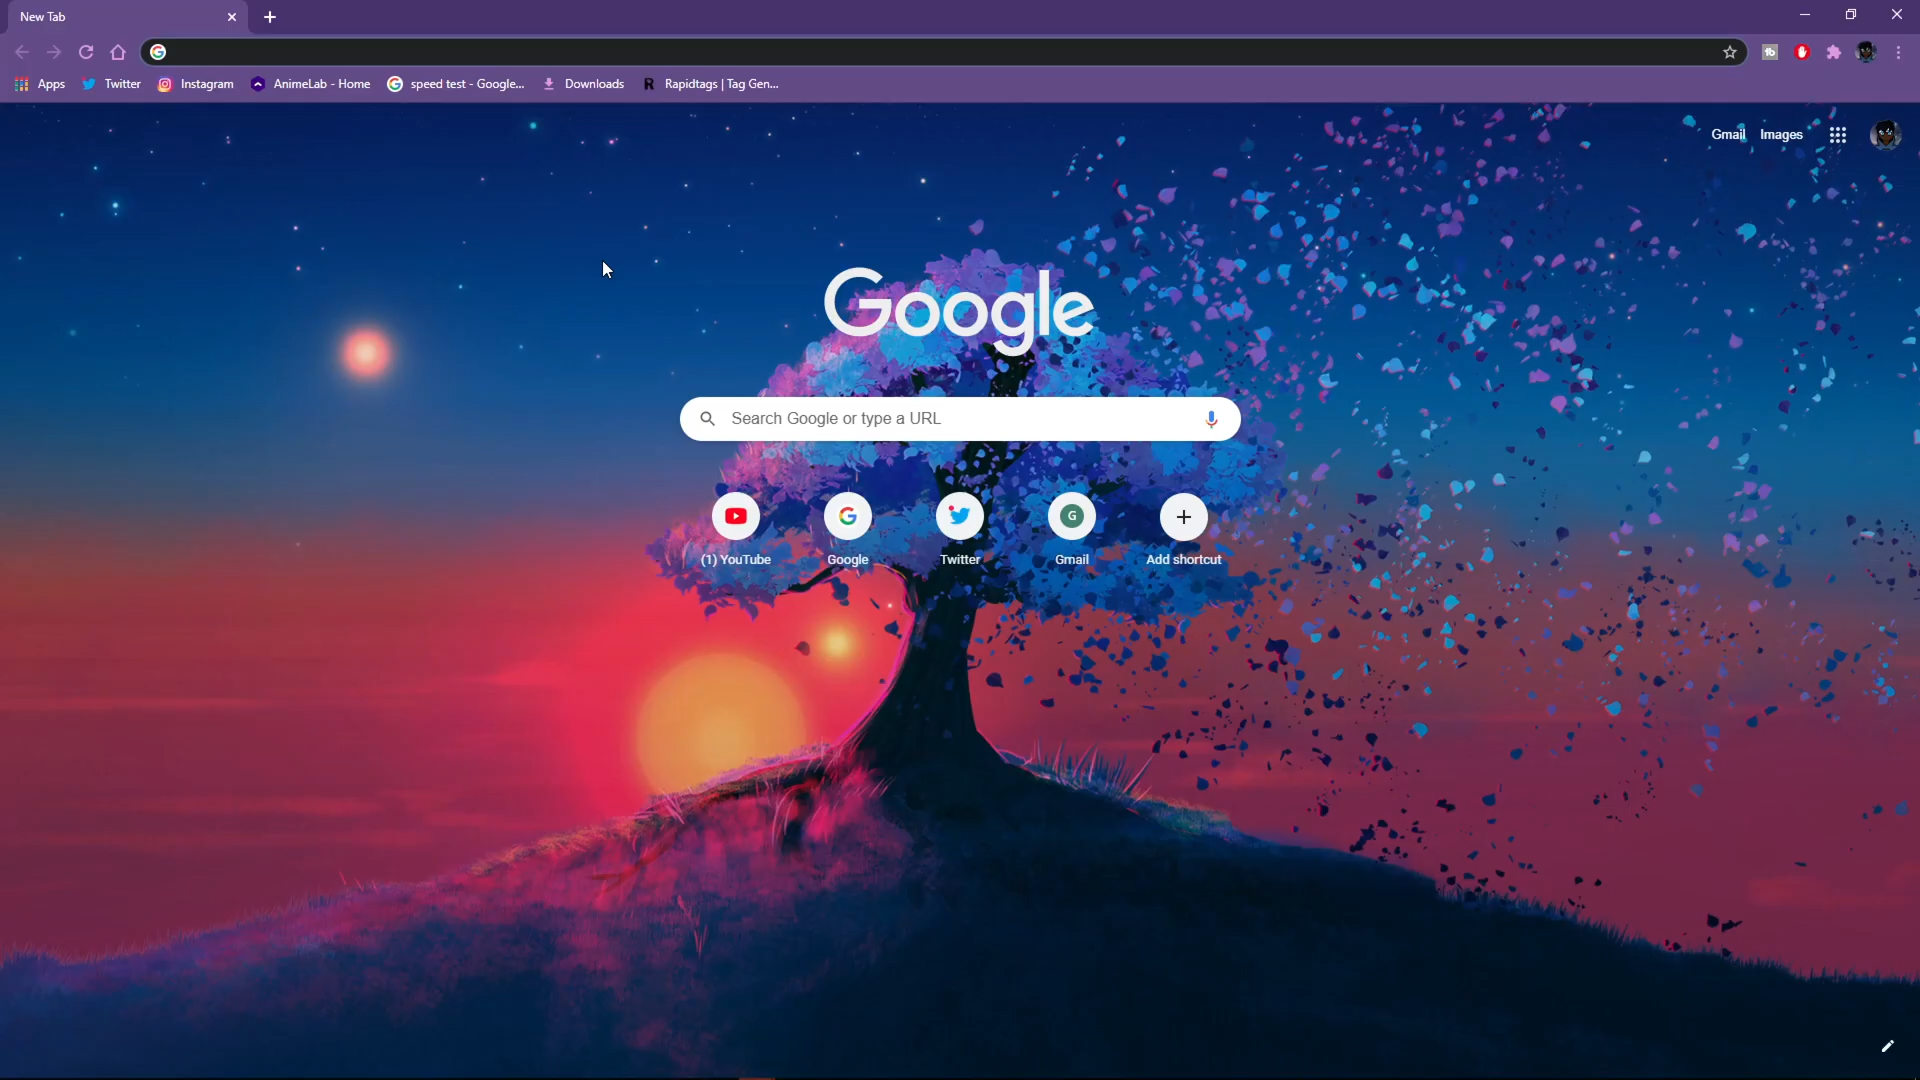 New Tab
Apps Twitter Instagram AnimeLab - Home speed test - Google... Downloads R Rapidtags | Tag Gen...
Gmail Images
Google
Search Google or type a URL
G
(1) YouTube Google Twitter Gmail Add shortcut